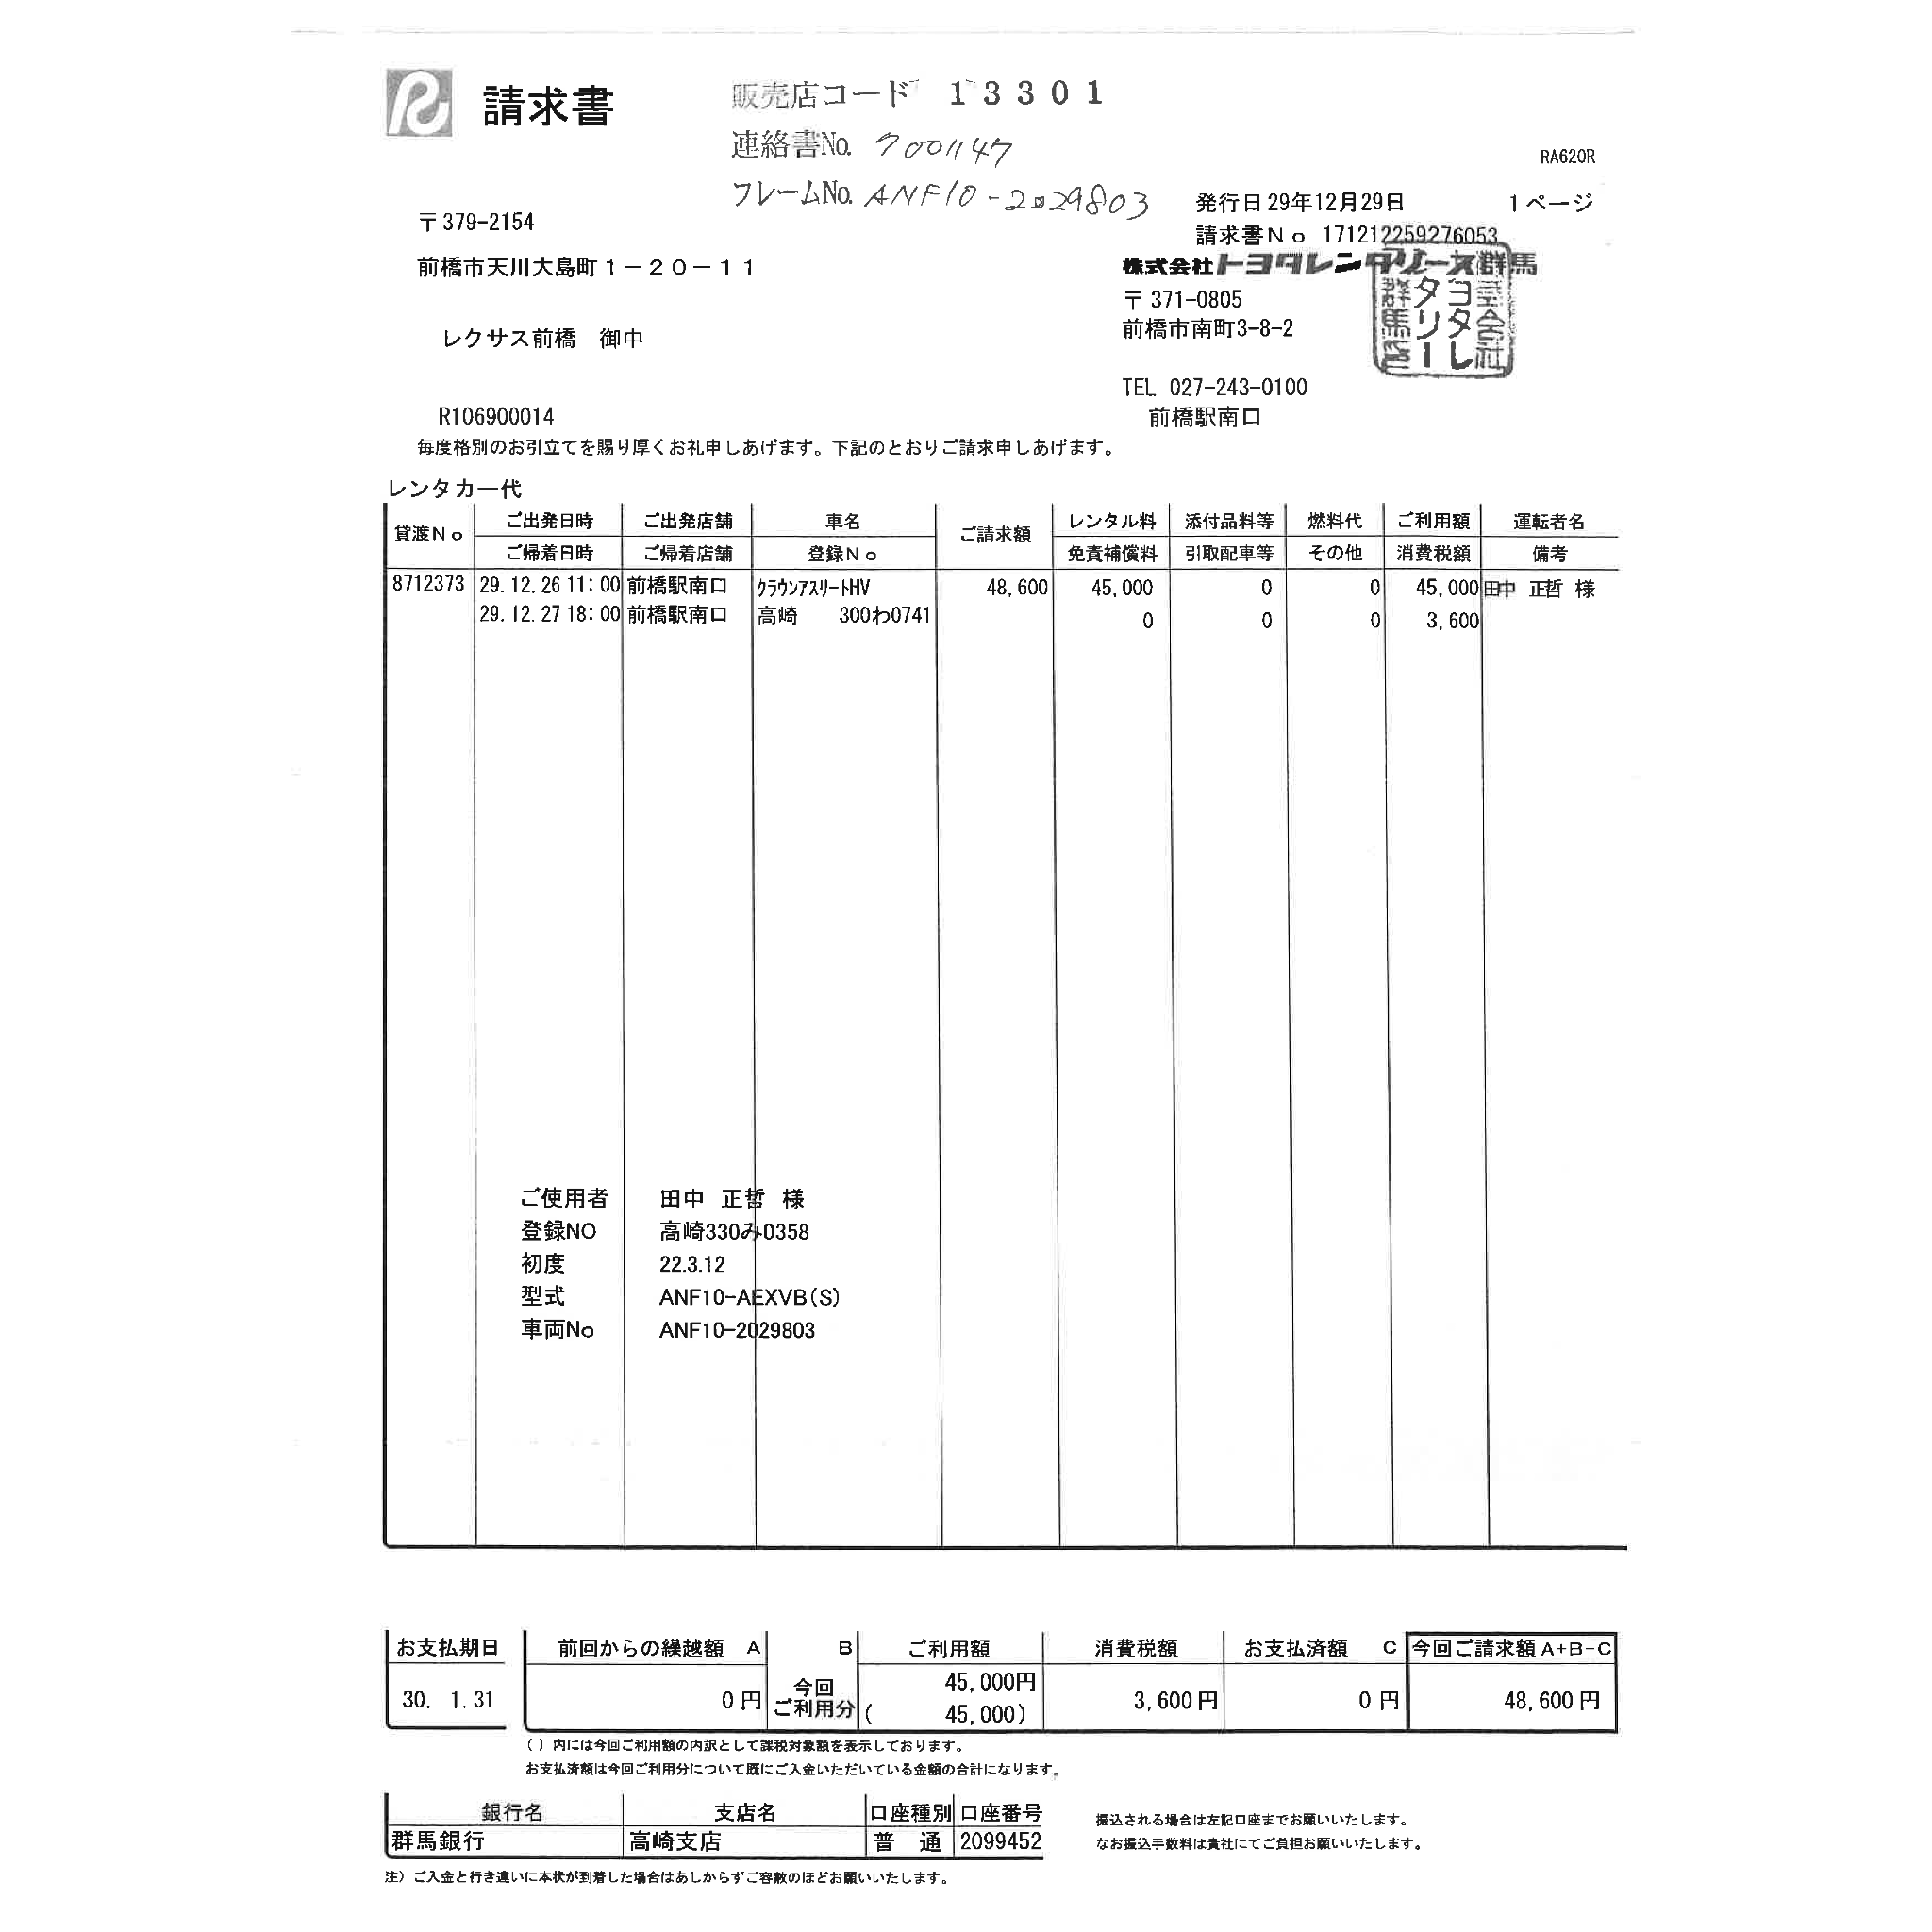 請求書
販売店コード 13301
連絡書No. 7001147
フレームNo. ANF10-2029803
RA620R
発行日 29年12月29日 1ページ
請求書No 171212259276053
〒379-2154
前橋市天川大島町1-20-11
レクサス前橋 御中
R106900014
株式会社トヨタレンタリース群馬
〒371-0805
前橋市南町3-8-2
TEL 027-243-0100
前橋駅南口
毎度格別のお引立てを賜り厚くお礼申しあげます。下記のとおりご請求申しあげます。
レンタカー代
貸渡No ご出発日時 ご出発店舗 車名 ご請求額 レンタル料 添付品料等 燃料代 ご利用額 運転者名
ご帰着日時 ご帰着店舗 登録No 免責補償料 引取配車等 その他 消費税額 備考
8712373 29.12.26 11:00 前橋駅南口 クラウンアスリートHV 48,600 45,000 0 0 45,000 田中 正哲 様
29.12.27 18:00 前橋駅南口 高崎 300わ0741 0 0 0 3,600
ご使用者 田中 正哲 様
登録NO 高崎330み0358
初度 22.3.12
型式 ANF10-AEXVB(S)
車両No ANF10-2029803
お支払期日 前回からの繰越額 A B ご利用額 消費税額 お支払済額 C 今回ご請求額 A+B-C
30. 1.31 0円 今回ご利用分 45,000円 3,600円 0円 48,600円
( 45,000)
( ) 内には今回ご利用額の内訳として課税対象額を表示しております。
お支払済額は今回ご利用分について既にご入金いただいている金額の合計になります。
銀行名 支店名 口座種別 口座番号
群馬銀行 高崎支店 普 通 2099452
振込される場合は左記口座までお願いいたします。
なお振込手数料は貴社にてご負担お願いいたします。
注) ご入金と行き違いに本状が到着した場合はあしからずご容赦のほどお願いいたします。